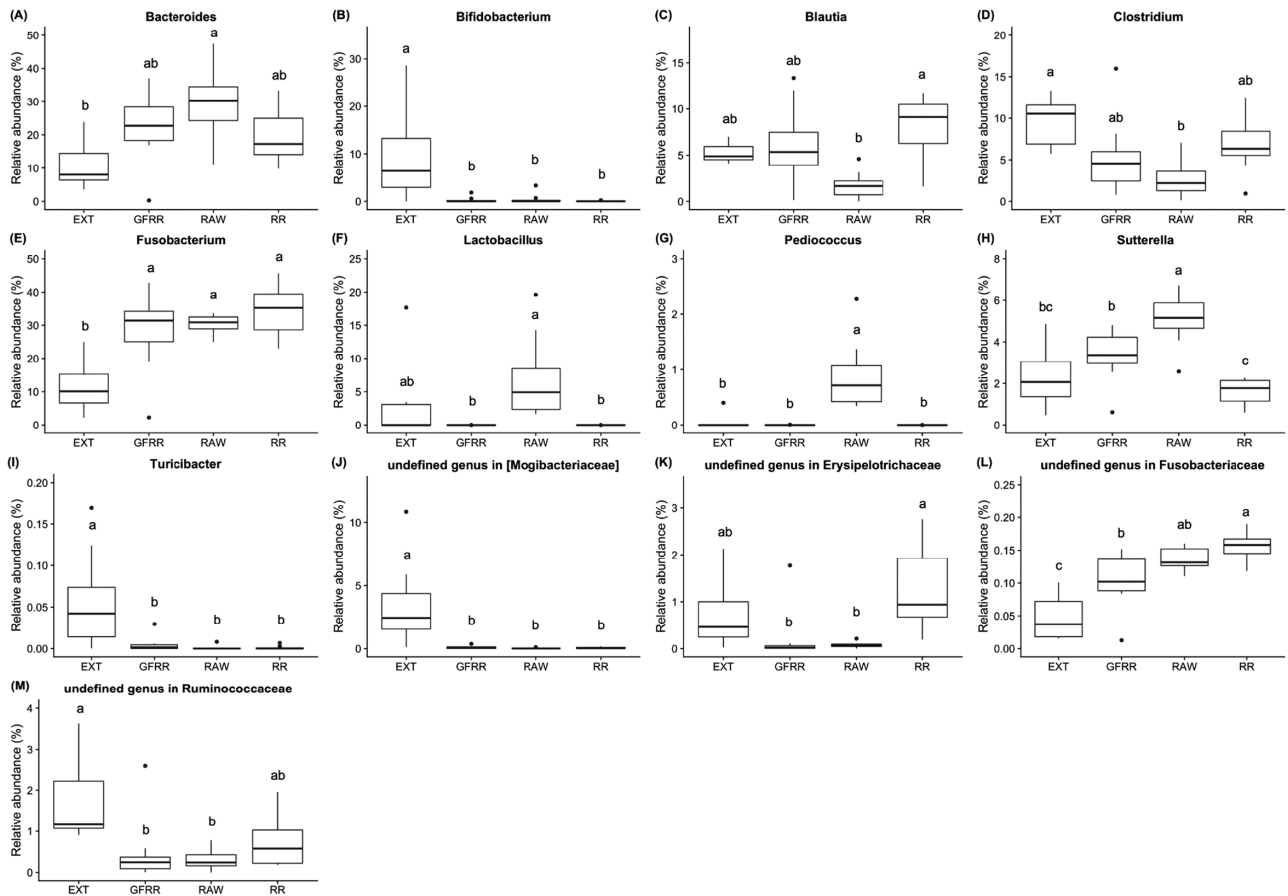 (A) Bacteroides
Relative abundance (%)
50
40
30
20
10
0
b
ab
a
ab
EXT GFRR RAW RR
(B) Bifidobacterium
Relative abundance (%)
30
20
10
0
a
b
b
b
EXT GFRR RAW RR
(C) Blautia
Relative abundance (%)
15
10
5
0
ab
ab
b
a
EXT GFRR RAW RR
(D) Clostridium
Relative abundance (%)
20
15
10
5
0
a
ab
b
ab
EXT GFRR RAW RR
(E) Fusobacterium
Relative abundance (%)
50
40
30
20
10
0
b
a
a
a
EXT GFRR RAW RR
(F) Lactobacillus
Relative abundance (%)
25
20
15
10
5
0
ab
b
a
b
EXT GFRR RAW RR
(G) Pediococcus
Relative abundance (%)
3
2
1
0
b
b
a
b
EXT GFRR RAW RR
(H) Sutterella
Relative abundance (%)
8
6
4
2
0
bc
b
a
c
EXT GFRR RAW RR
(I) Turicibacter
Relative abundance (%)
0.20
0.15
0.10
0.05
0.00
a
b
b
b
EXT GFRR RAW RR
(J) undefined genus in [Mogibacteriaceae]
Relative abundance (%)
10
5
0
a
b
b
b
EXT GFRR RAW RR
(K) undefined genus in Erysipelotrichaceae
Relative abundance (%)
3
2
1
0
ab
b
b
a
EXT GFRR RAW RR
(L) undefined genus in Fusobacteriaceae
Relative abundance (%)
0.25
0.20
0.15
0.10
0.05
0.00
c
b
ab
a
EXT GFRR RAW RR
(M) undefined genus in Ruminococcaceae
Relative abundance (%)
4
3
2
1
0
a
b
b
ab
EXT GFRR RAW RR